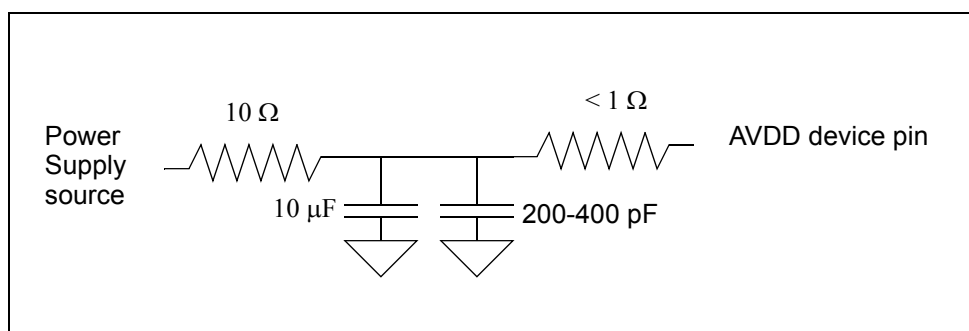 10 Ω
< 1 Ω
Power
Supply
source
AVDD device pin
10 μF
200-400 pF